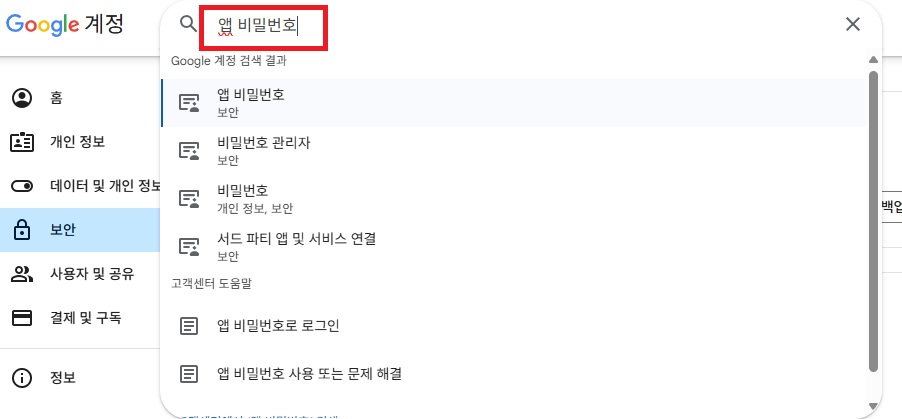 Google 계정
앱 비밀번호
Google 계정 검색 결과
홈
앱 비밀번호
보안
개인 정보
비밀번호 관리자
보안
데이터 및 개인 정보
비밀번호
개인 정보, 보안
백업
보안
서드 파티 앱 및 서비스 연결
보안
사용자 및 공유
고객센터 도움말
결제 및 구독
앱 비밀번호로 로그인
정보
앱 비밀번호 사용 또는 문제 해결